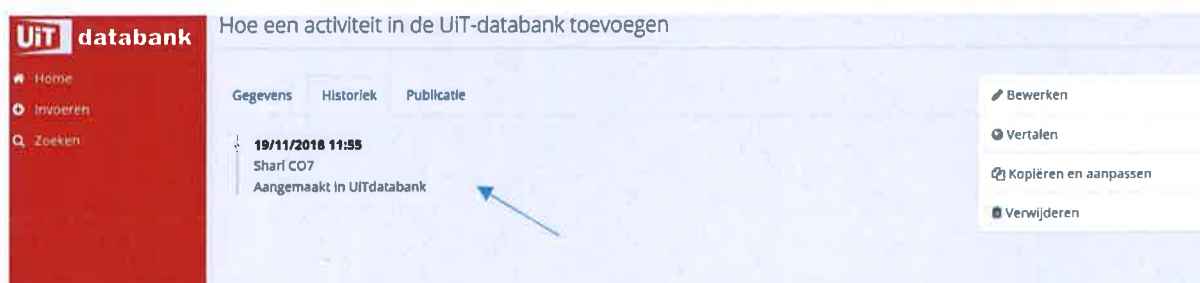 UiT databank
Home
Invoeren
Zoeken
Hoe een activiteit in de UiT-databank toevoegen
Gegevens Historiek Publicatie
19/11/2018 11:55
Shari CO7
Aangemaakt in UiTdatabank
Bewerken
Vertalen
Kopiëren en aanpassen
Verwijderen